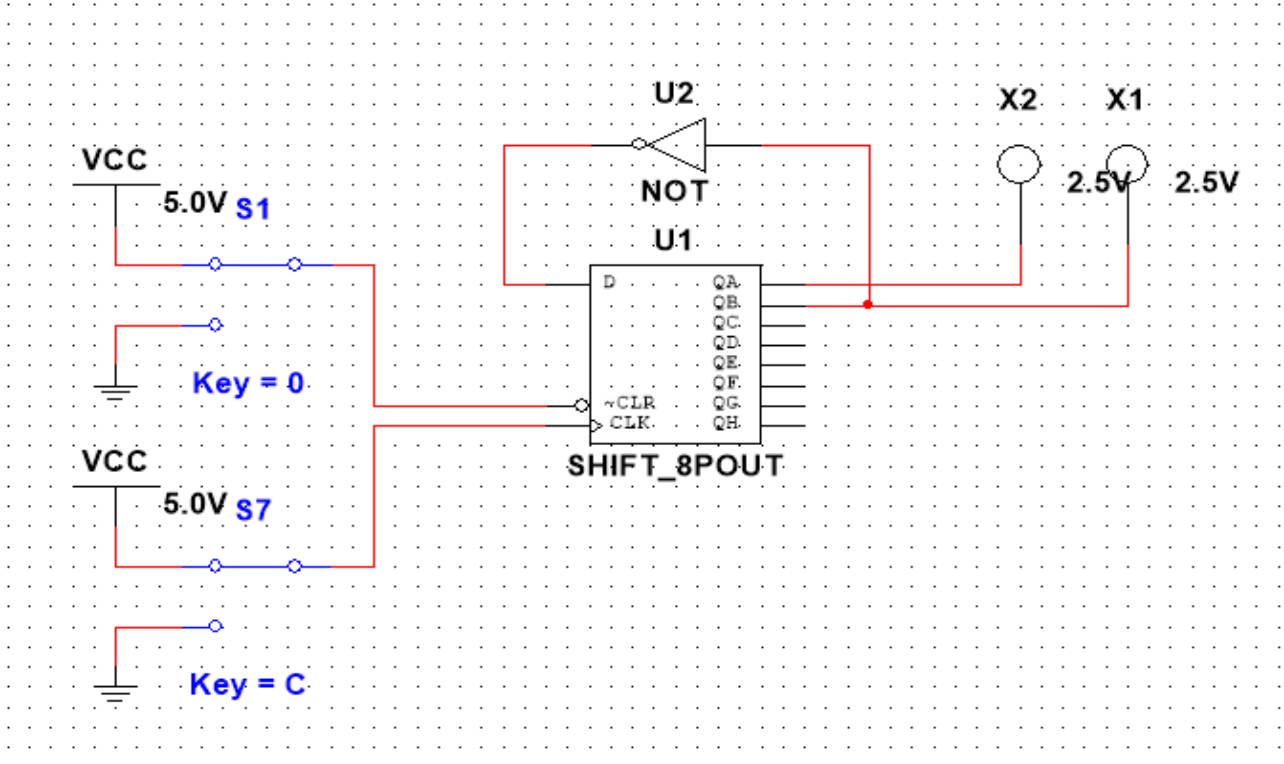 U2
X2 X1
VCC
2.5V 2.5V
NOT
5.0V S1
U1
D QA
QB
QC
QD
QE
Key = 0
QF
~CLR QG
CLK QH
VCC
SHIFT_8POUT
5.0V S7
Key = C